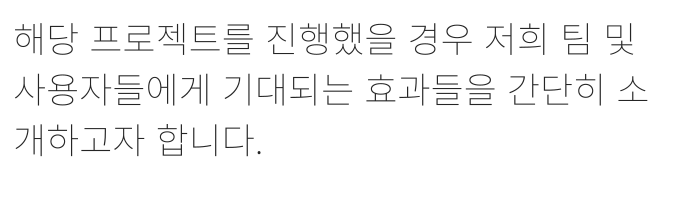 해당 프로젝트를 진행했을 경우 저희 팀 및
사용자들에게 기대되는 효과들을 간단히 소
개하고자 합니다.